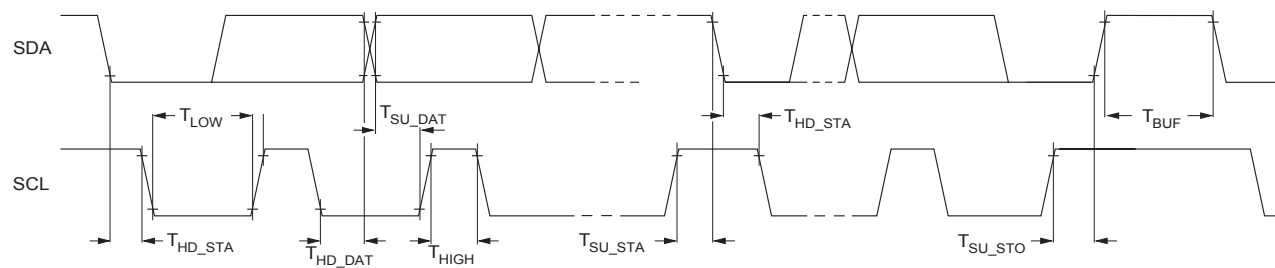 SDA
T_LOW
T_SU_DAT
T_HD_STA
T_BUF
SCL
T_HD_STA
T_HD_DAT
T_HIGH
T_SU_STA
T_SU_STO